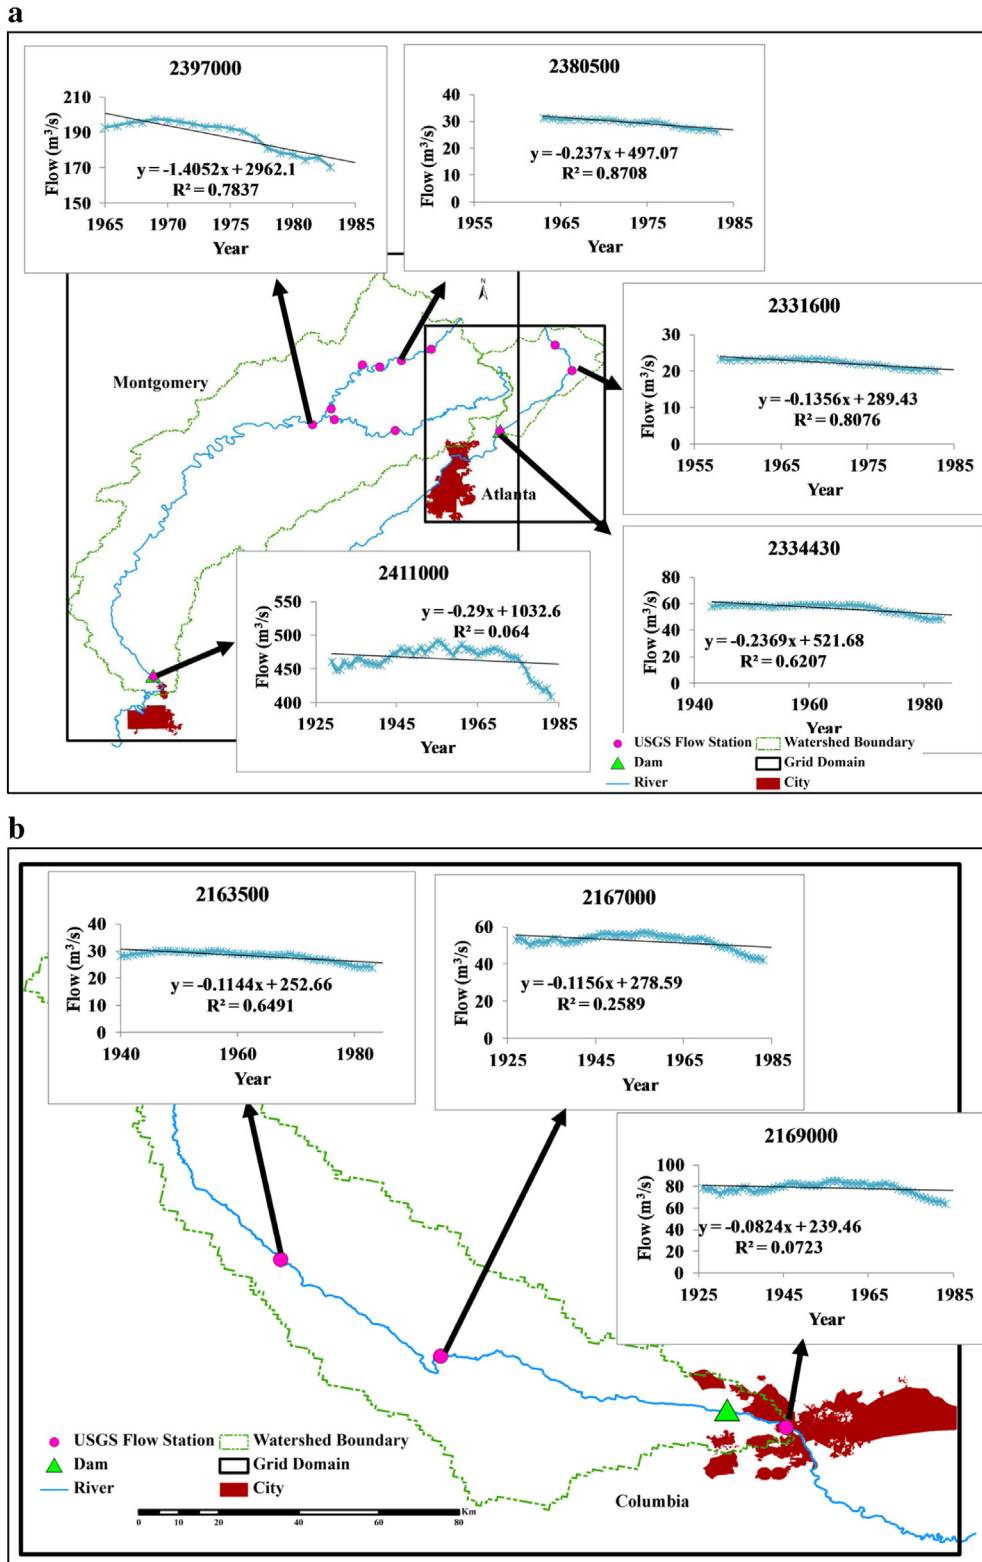 a
2397000
Flow (m³/s)
210
190
170
150
y = -1.4052x + 2962.1
R² = 0.7837
1965 1970 1975 1980 1985
Year
2380500
Flow (m³/s)
40
30
20
10
0
y = -0.237x + 497.07
R² = 0.8708
1955 1965 1975 1985
Year
N
2331600
Flow (m³/s)
30
20
10
0
y = -0.1356x + 289.43
R² = 0.8076
1955 1965 1975 1985
Year
Montgomery
Atlanta
2334430
Flow (m³/s)
80
60
40
20
0
y = -0.2369x + 521.68
R² = 0.6207
1940 1960 1980
Year
2411000
Flow (m³/s)
550
500
450
400
y = -0.29x + 1032.6
R² = 0.064
1925 1945 1965 1985
Year
USGS Flow Station Watershed Boundary
Dam Grid Domain
River City
b
2163500
Flow (m³/s)
40
30
20
10
0
y = -0.1144x + 252.66
R² = 0.6491
1940 1960 1980
Year
2167000
Flow (m³/s)
60
40
20
0
y = -0.1156x + 278.59
R² = 0.2589
1925 1945 1965 1985
Year
2169000
Flow (m³/s)
100
80
60
40
20
0
y = -0.0824x + 239.46
R² = 0.0723
1925 1945 1965 1985
Year
USGS Flow Station Watershed Boundary
Dam Grid Domain
River City
Columbia
Km
0 10 20 40 60 80